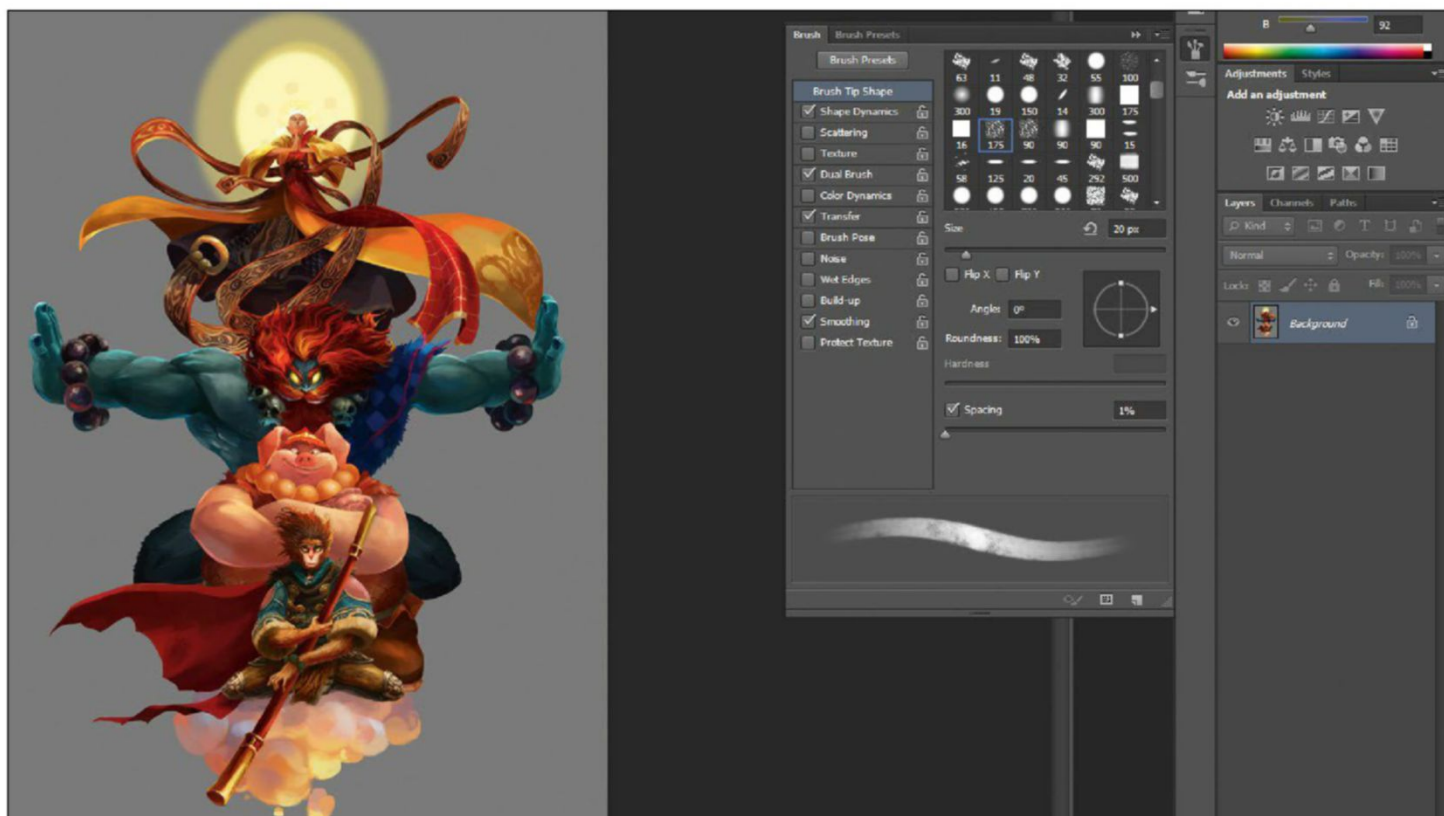 B 92
Brush Brush Presets
Brush Presets
Brush Tip Shape
Shape Dynamics
Scattering
Texture
Dual Brush
Color Dynamics
Transfer
Brush Pose
Noise
Wet Edges
Build-up
Smoothing
Protect Texture
63 11 48 32 55 100
300 19 150 14 300 175
16 175 90 90 90 15
58 125 20 45 292 500
Size 20 px
Flip X Flip Y
Angle: 0°
Roundness: 100%
Hardness
Spacing 1%
Adjustments Styles
Add an adjustment
Layers Channels Paths
Kind
Normal Opacity: 100%
Lock: Fill: 100%
Background